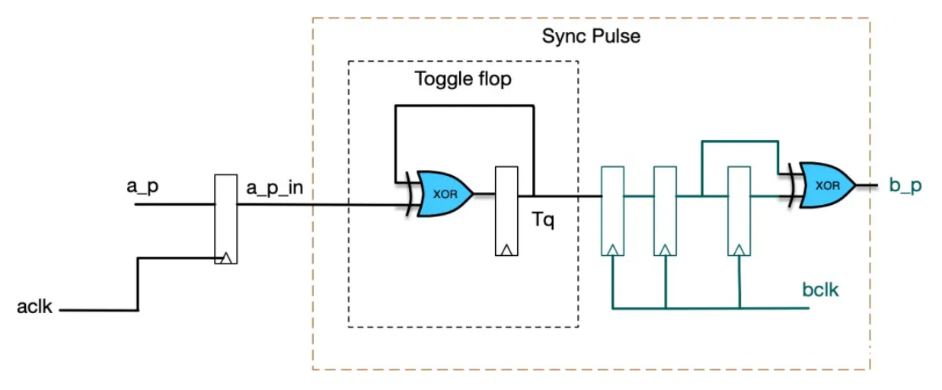 Sync Pulse
Toggle flop
a_p
a_p_in
XOR
Tq
XOR
b_p
aclk
bclk